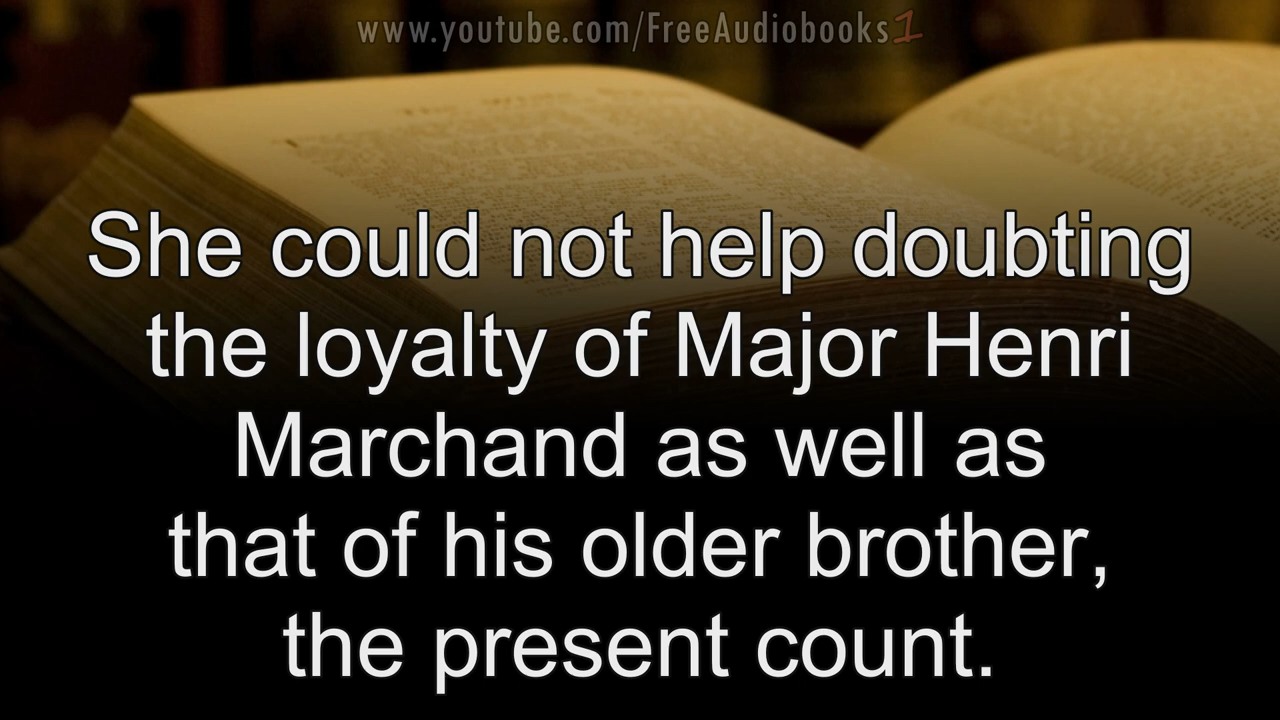 www.youtube.com/FreeAudiobooks1
She could not help doubting
the loyalty of Major Henri
Marchand as well as
that of his older brother,
the present count.